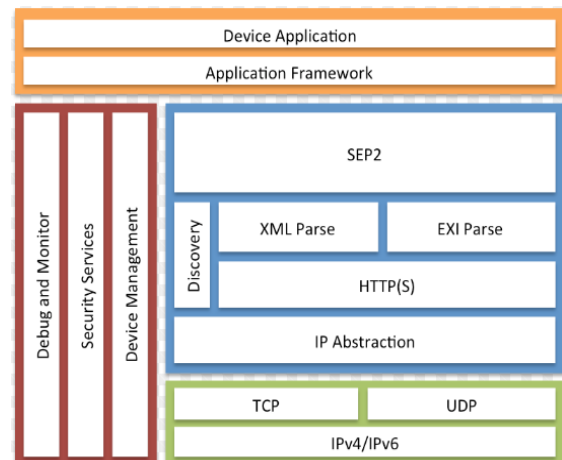 Device Application
Application Framework
Debug and Monitor
Security Services
Device Management
SEP2
Discovery
XML Parse
EXI Parse
HTTP(S)
IP Abstraction
TCP
UDP
IPv4/IPv6